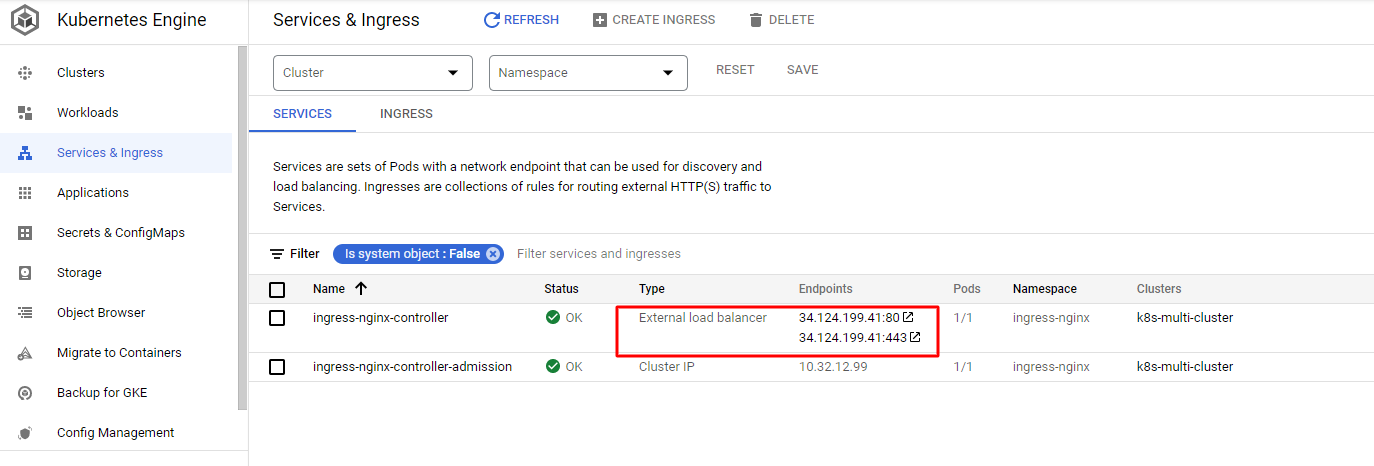 Kubernetes Engine
Services & Ingress
REFRESH
CREATE INGRESS
DELETE
Clusters
Workloads
Services & Ingress
Applications
Secrets & ConfigMaps
Storage
Object Browser
Migrate to Containers
Backup for GKE
Config Management
Cluster
Namespace
RESET
SAVE
SERVICES
INGRESS
Services are sets of Pods with a network endpoint that can be used for discovery and
load balancing. Ingresses are collections of rules for routing external HTTP(S) traffic to
Services.
Filter
Is system object : False
Filter services and ingresses
Name Status Type Endpoints Pods Namespace Clusters
ingress-nginx-controller OK External load balancer 34.124.199.41:80 1/1 ingress-nginx k8s-multi-cluster
34.124.199.41:443
ingress-nginx-controller-admission OK Cluster IP 10.32.12.99 1/1 ingress-nginx k8s-multi-cluster